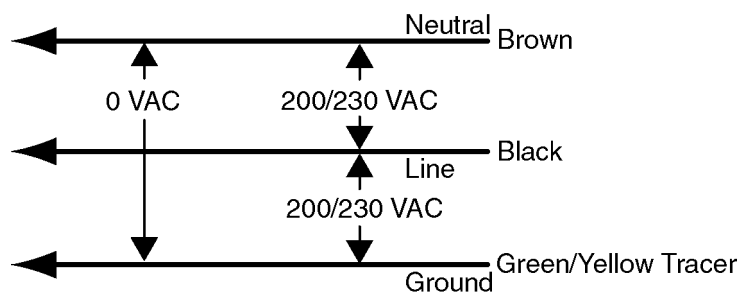 Neutral
Brown
0 VAC
200/230 VAC
Black
Line
200/230 VAC
Green/Yellow Tracer
Ground